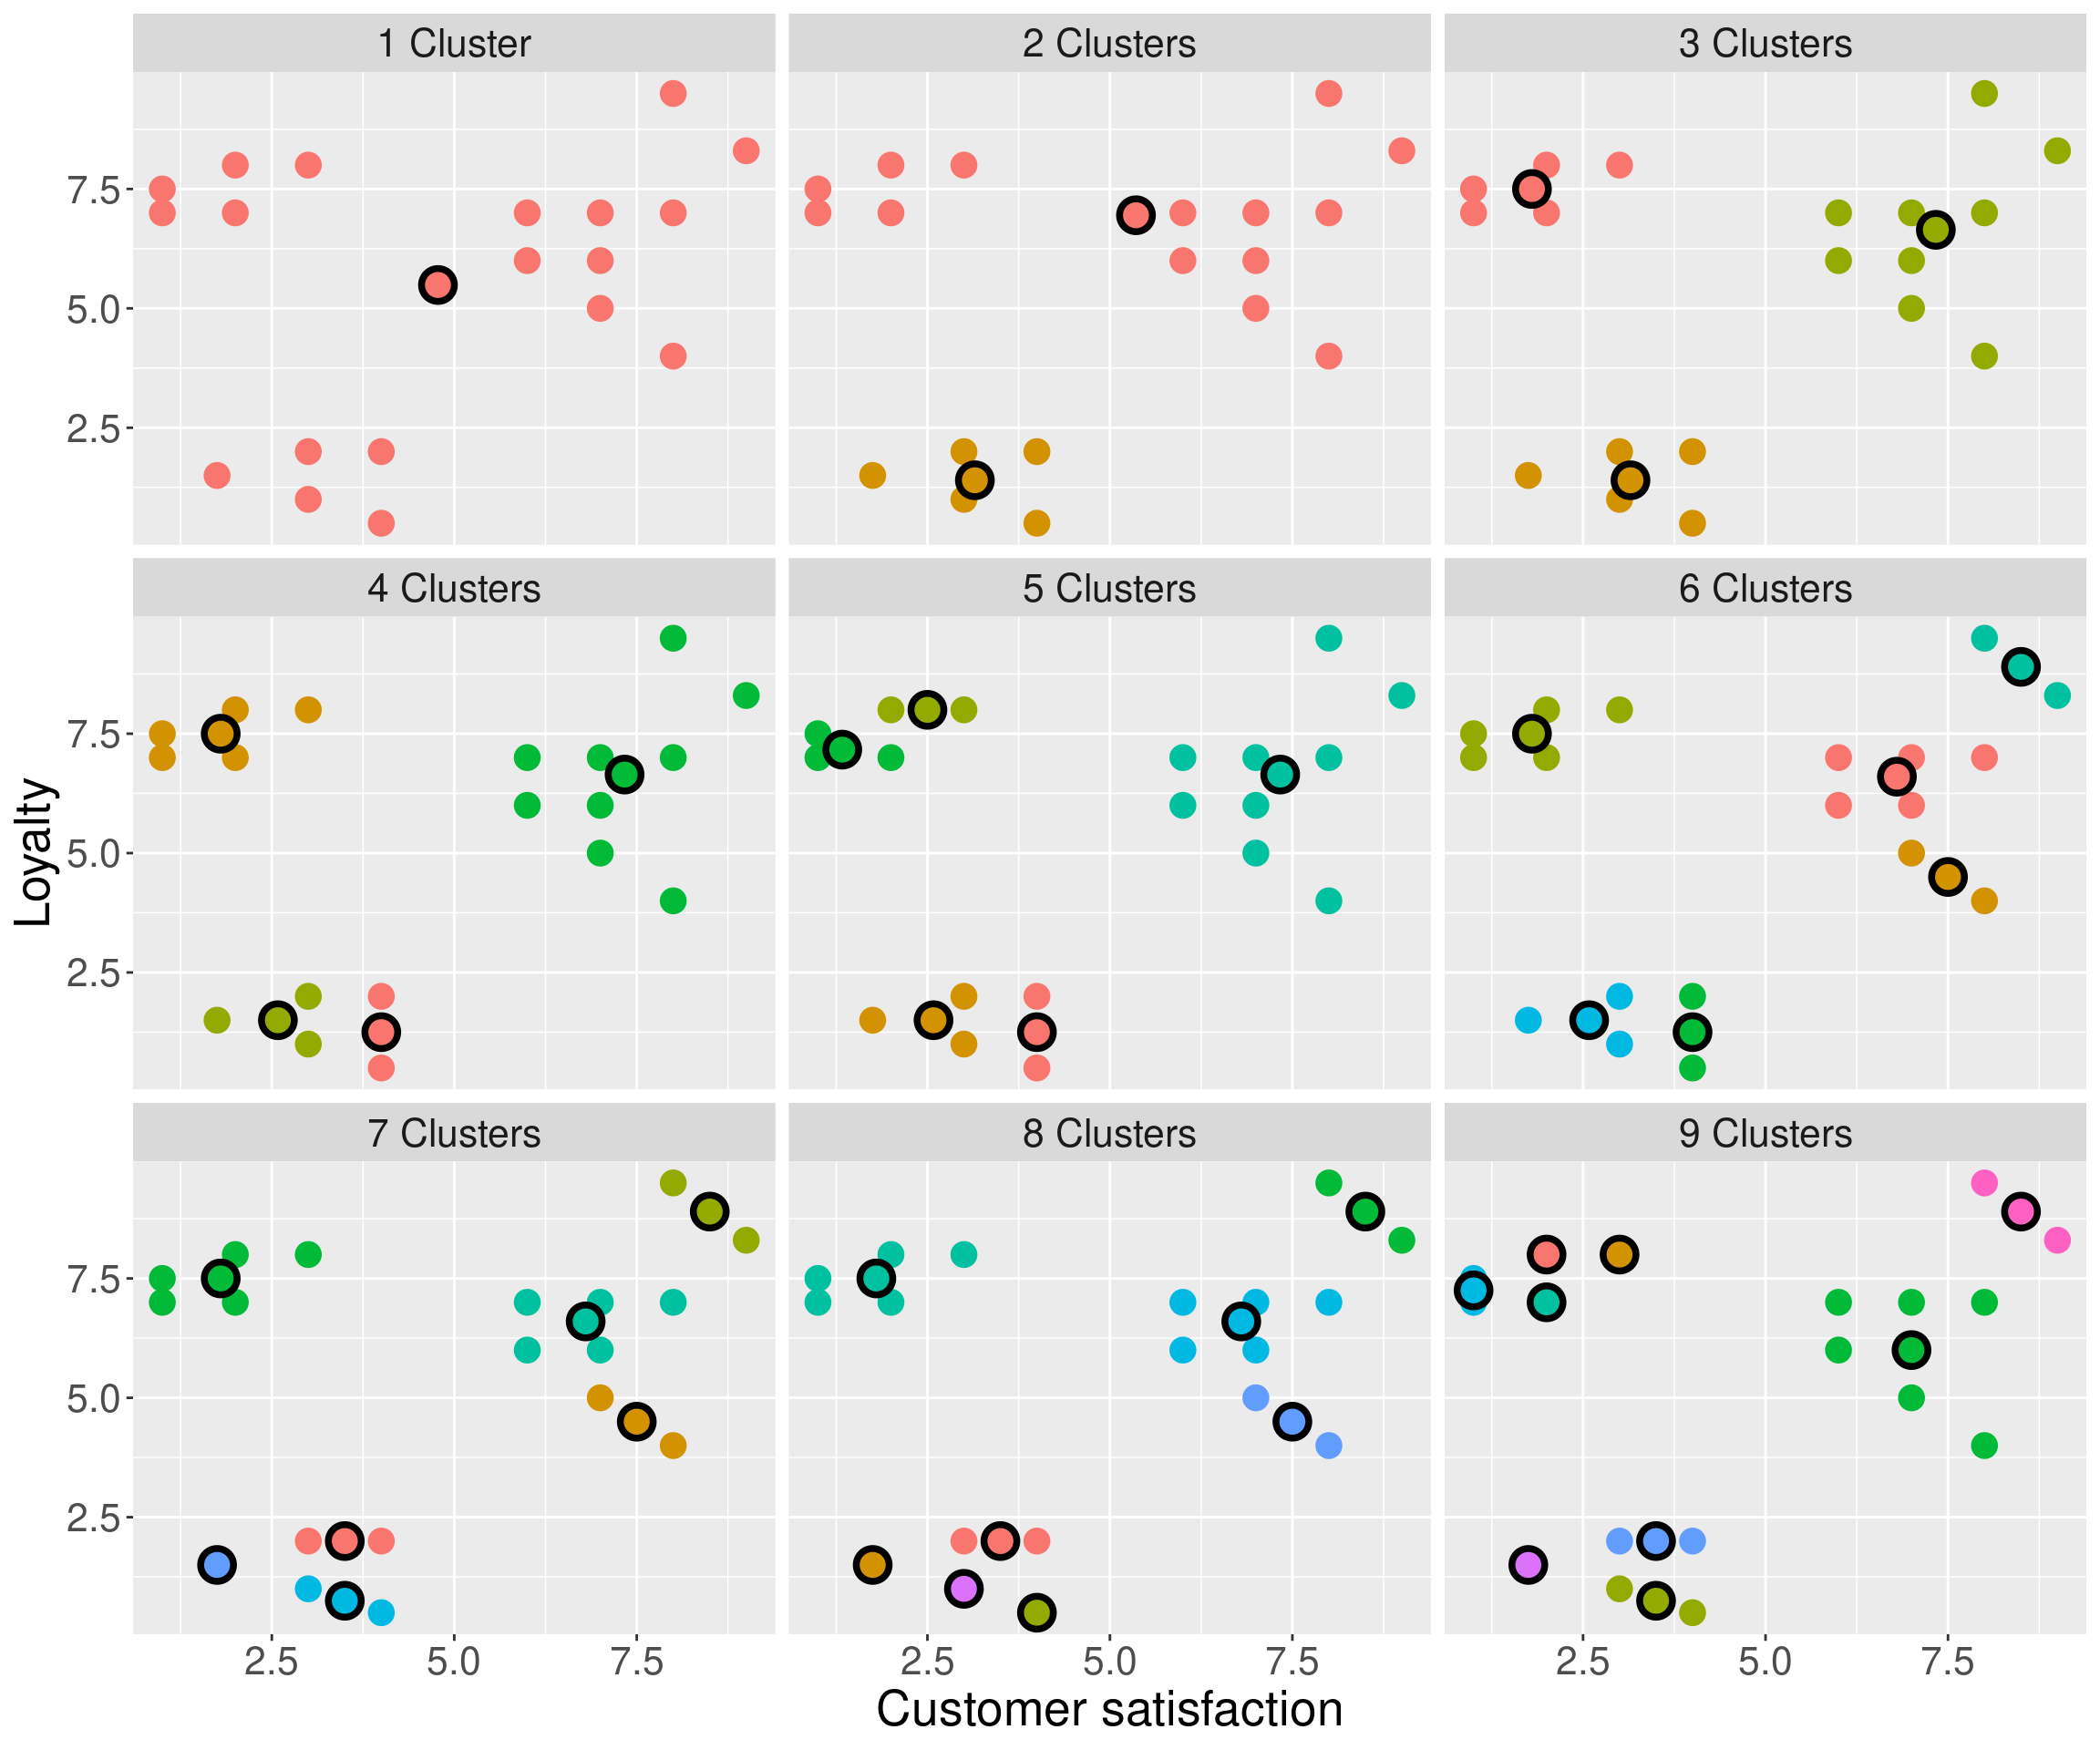 1 Cluster
2 Clusters
3 Clusters
7.5
5.0
2.5
4 Clusters
5 Clusters
6 Clusters
7.5
5.0
2.5
Loyalty
7 Clusters
8 Clusters
9 Clusters
7.5
5.0
2.5
2.5 5.0 7.5
2.5 5.0 7.5
2.5 5.0 7.5
Customer satisfaction